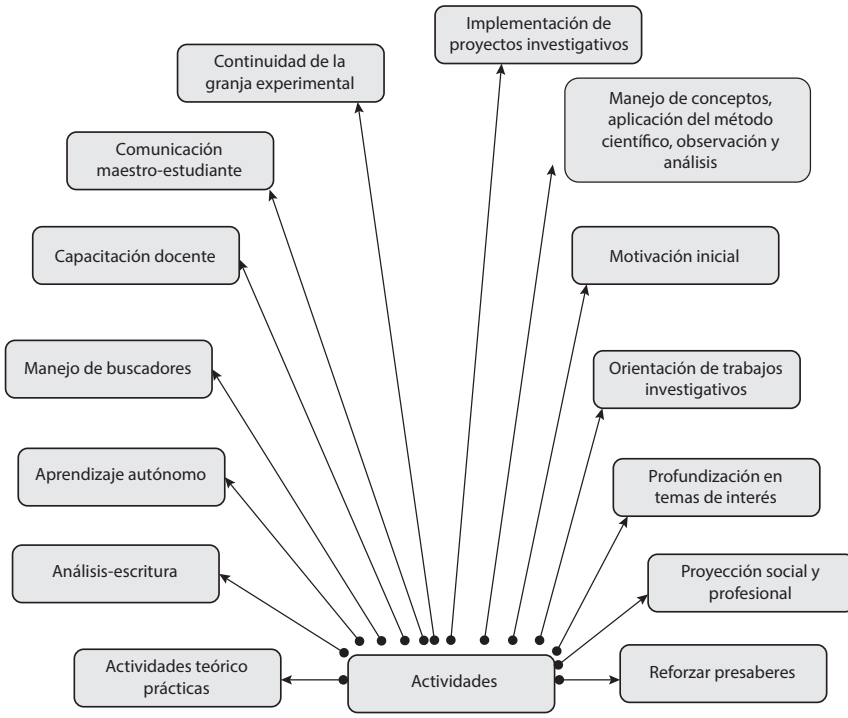 Implementación de
proyectos investigativos
Continuidad de la
granja experimental
Manejo de conceptos,
aplicación del método
científico, observación y
análisis
Comunicación
maestro-estudiante
Capacitación docente
Motivación inicial
Manejo de buscadores
Orientación de trabajos
investigativos
Aprendizaje autónomo
Profundización en
temas de interés
Análisis-escritura
Proyección social y
profesional
Actividades teórico
prácticas
Actividades
Reforzar presaberes